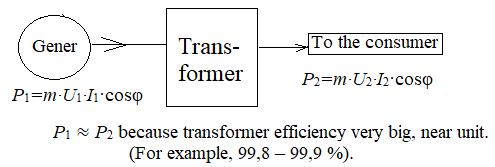 Gener
Trans-
former
To the consumer
P₁=m·U₁·I₁·cosφ
P₂=m·U₂·I₂·cosφ
P₁ ≈ P₂ because transformer efficiency very big, near unit.
(For example, 99,8 – 99,9 %).